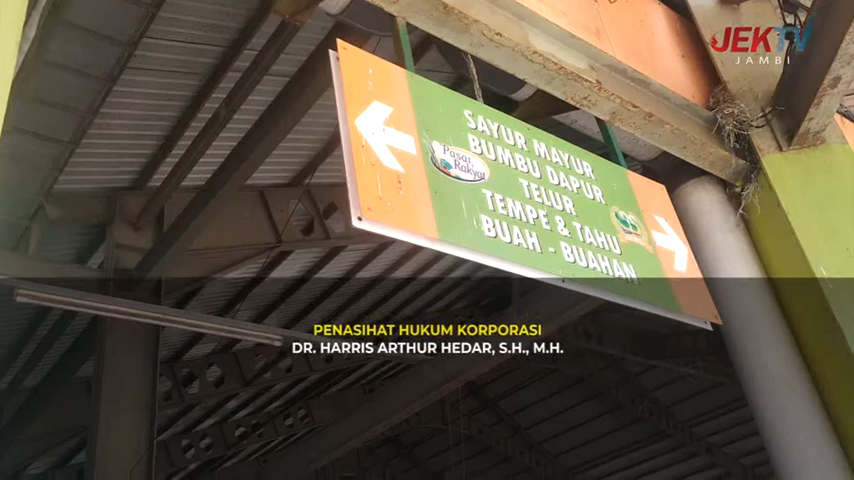 JEKTV
JAMBI
SAYUR MAYUR
BUMBU DAPUR
TELUR
TEMPE & TAHU
BUAH - BUAHAN
Pasar
Rakyat
PENASIHAT HUKUM KORPORASI
DR. HARRIS ARTHUR HEDAR, S.H., M.H.